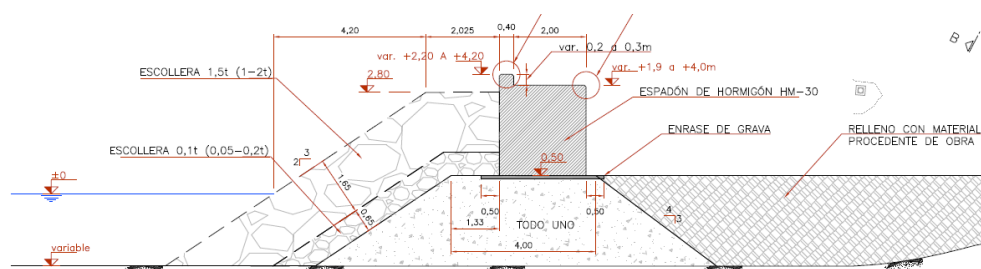 4,20
2,025
0,40
2,00
B
var. +2,20 A +4,20
var. 0,2 a 0,3m
var. +1,9 a +4,0m
2.80
ESCOLLERA 1,5t (1-2t)
ESPADÓN DE HORMIGÓN HM-30
ENRASE DE GRAVA
RELLENO CON MATERIAL
PROCEDENTE DE OBRA
ESCOLLERA 0,1t (0,05-0,2t)
3
2
0,50
±0
1,65
0,65
0,50
0,50
1,33
TODO UNO
4
3
4,00
variable